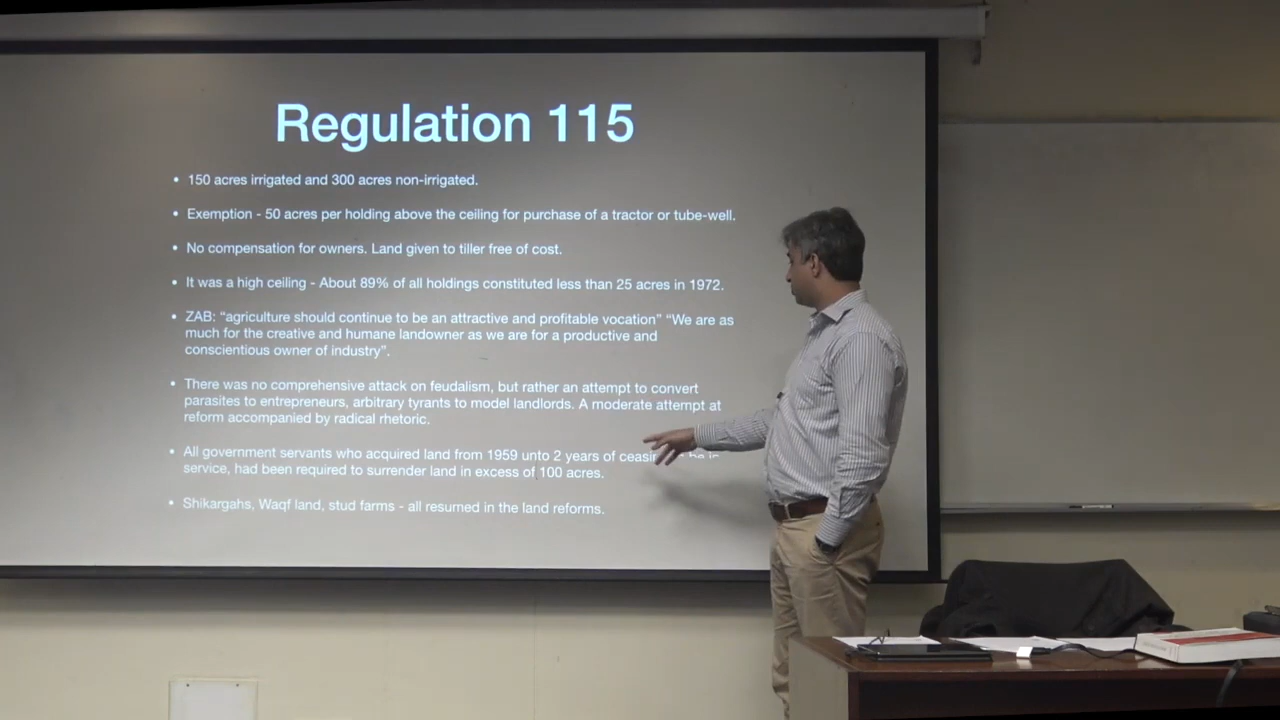 Regulation 115
• 150 acres irrigated and 300 acres non-irrigated.
• Exemption - 50 acres per holding above the ceiling for purchase of a tractor or tube-well.
• No compensation for owners. Land given to tiller free of cost.
• It was a high ceiling - About 89% of all holdings constituted less than 25 acres in 1972.
• ZAB: “agriculture should continue to be an attractive and profitable vocation” “We are as
much for the creative and humane landowner as we are for a productive and
conscientious owner of industry”.
• There was no comprehensive attack on feudalism, but rather an attempt to convert
parasites to entrepreneurs, arbitrary tyrants to model landlords. A moderate attempt at
reform accompanied by radical rhetoric.
• All government servants who acquired land from 1959 unto 2 years of
service, had been required to surrender land in excess of 100 acres.
• Shikargahs, Waqf land, stud farms - all resumed in the land reforms.